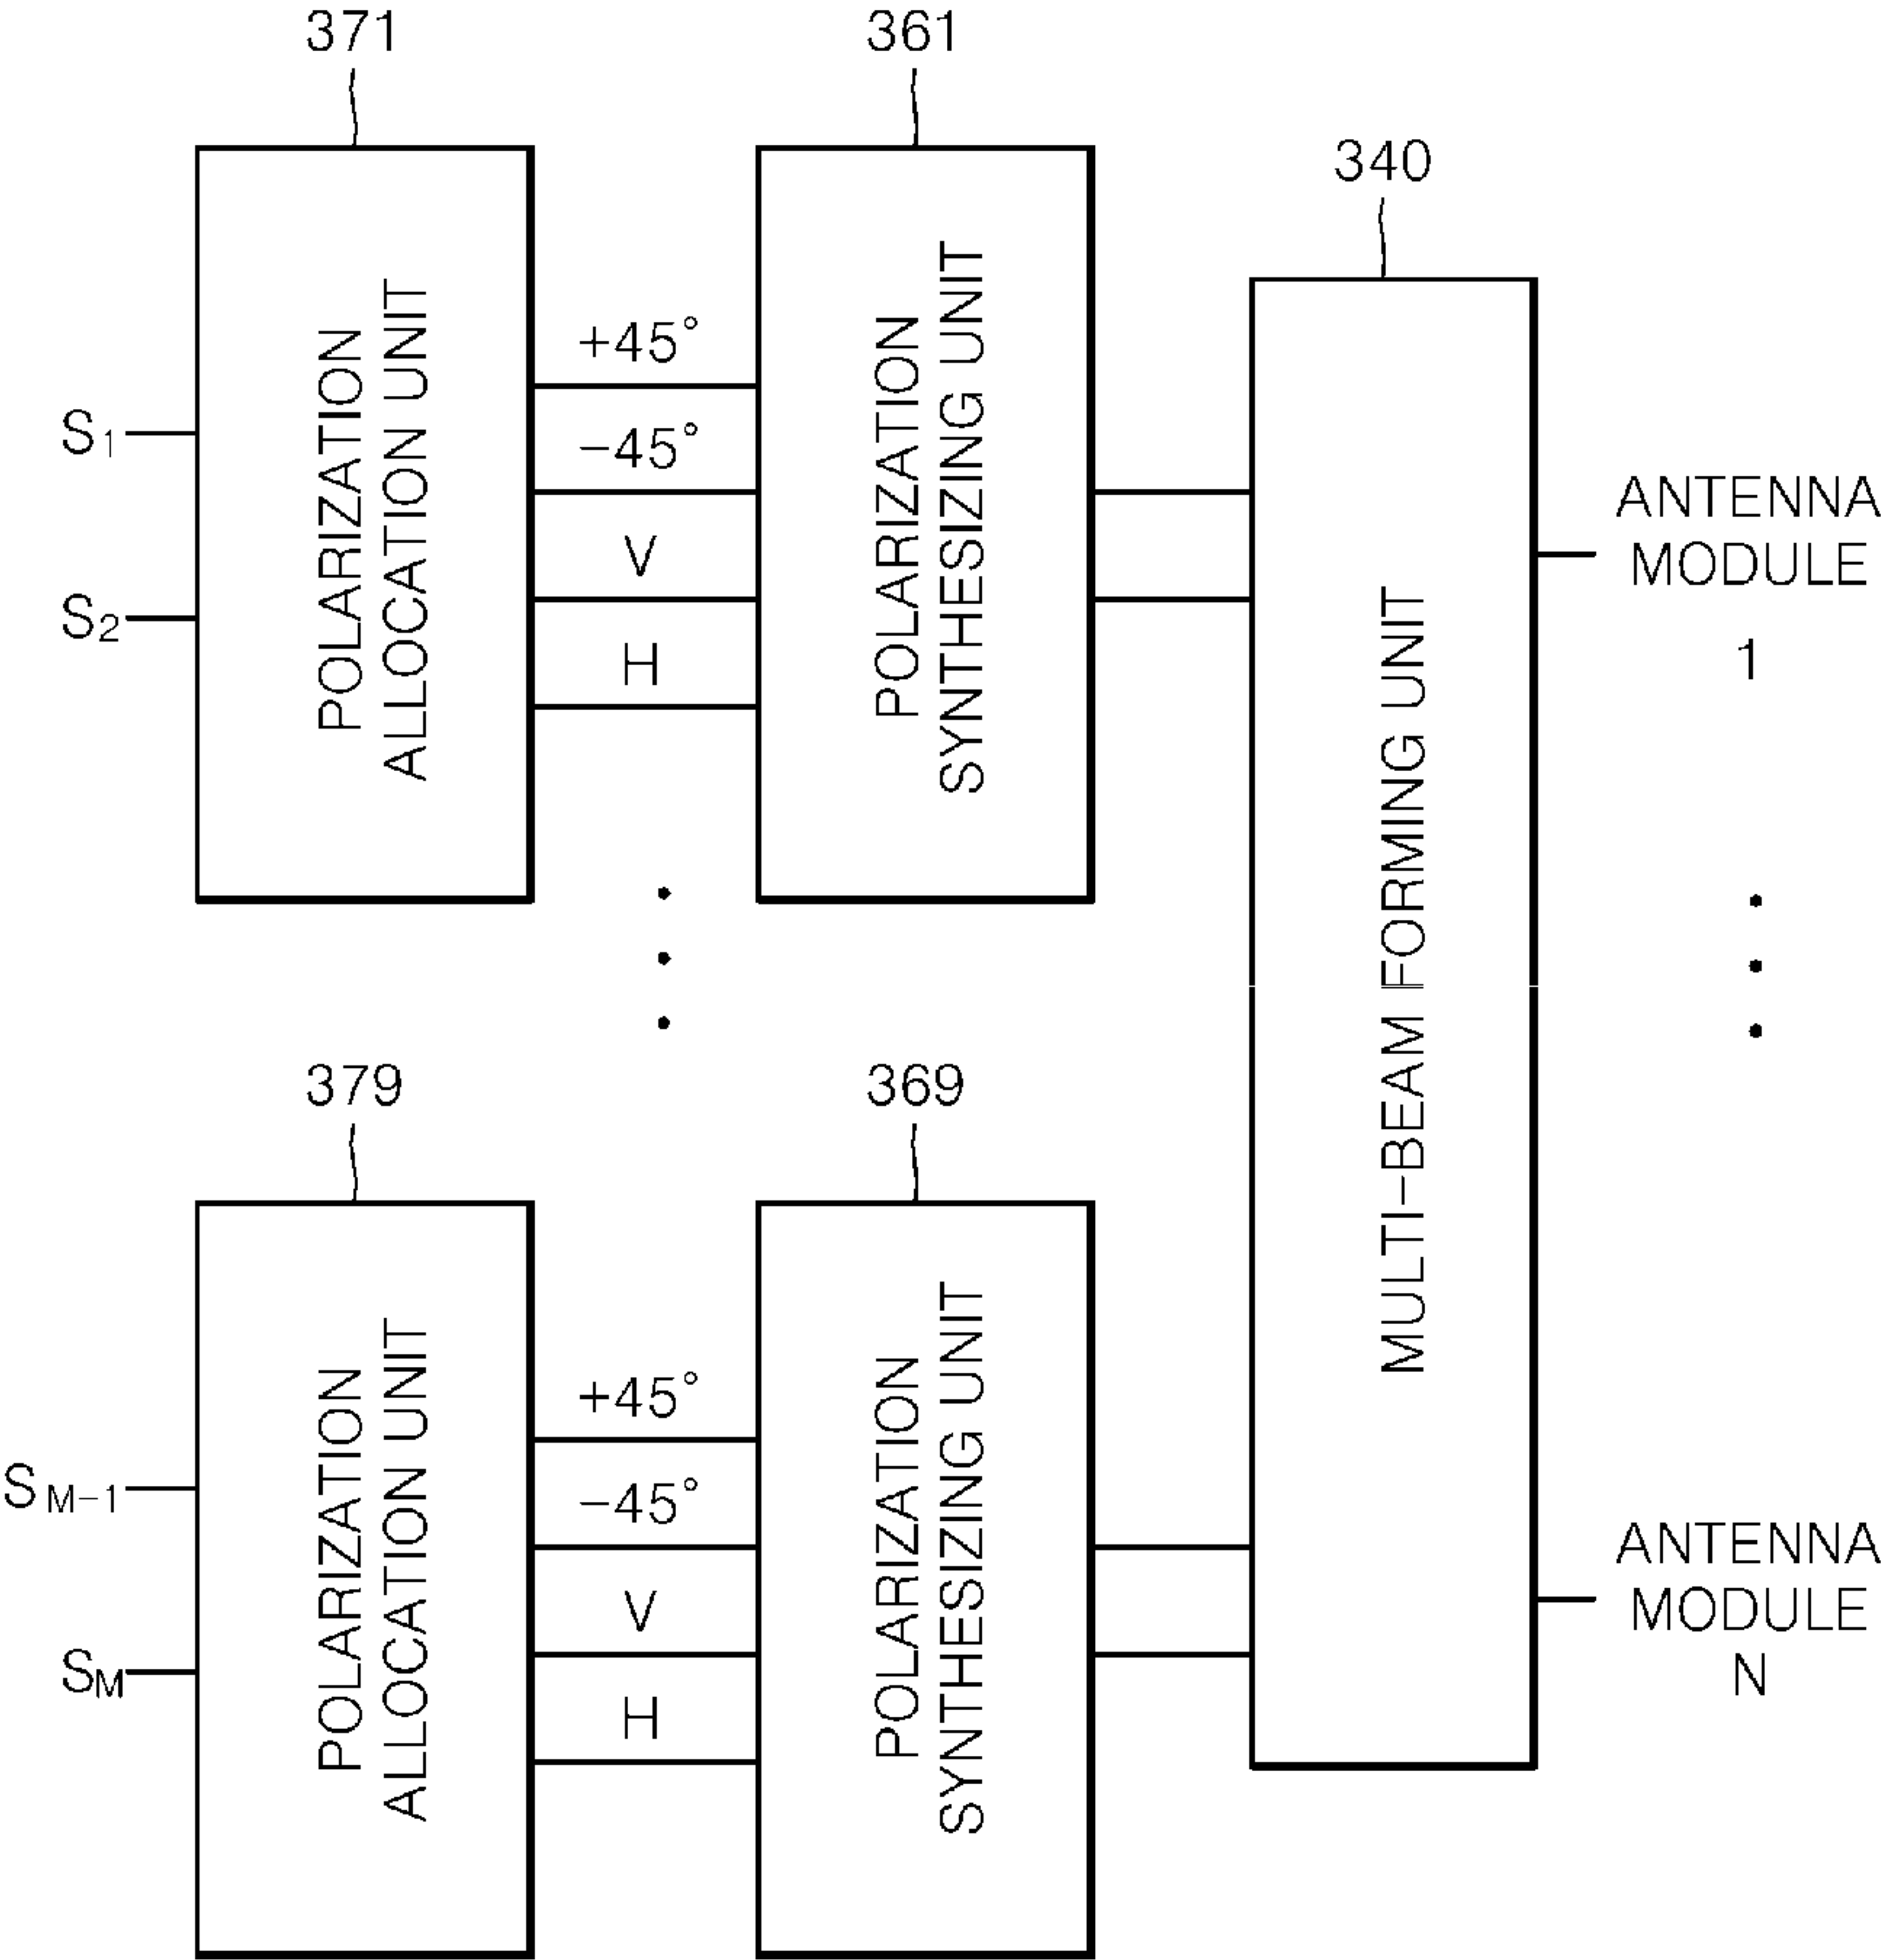 371
361
340
POLARIZATION
ALLOCATION UNIT
POLARIZATION
SYNTHESIZING UNIT
MULTI-BEAM FORMING UNIT
+45°
-45°
V
H
S1
S2
ANTENNA
MODULE
1
379
369
POLARIZATION
ALLOCATION UNIT
POLARIZATION
SYNTHESIZING UNIT
+45°
-45°
V
H
SM-1
SM
ANTENNA
MODULE
N